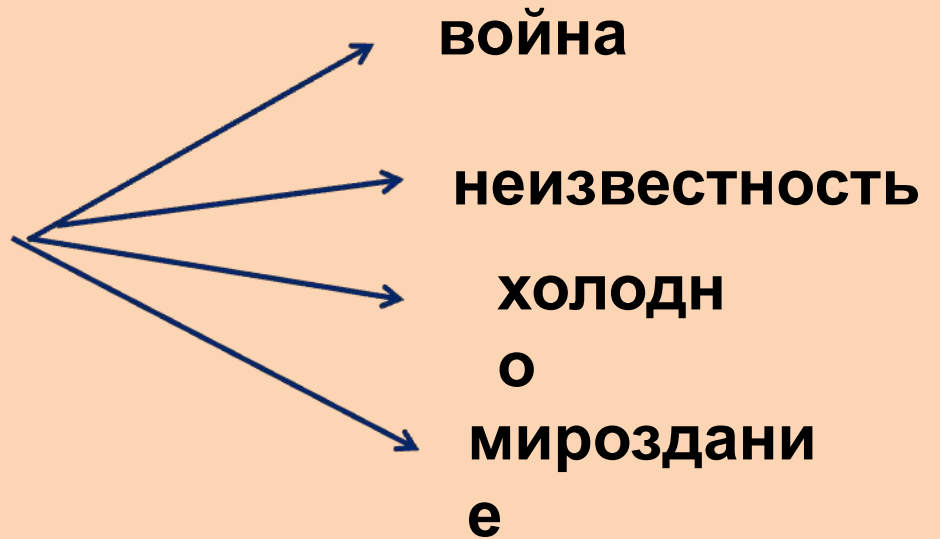 война
неизвестность
холодн
о
мироздани
е